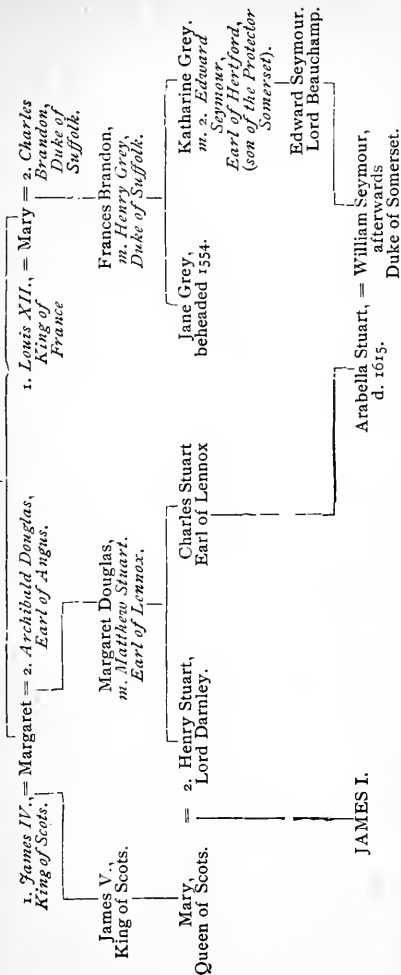 1. James IV., = Margaret = 2. Archibald Douglas,
King of Scots.
Earl of Angus.
1. Louis XII., = Mary = 2. Charles
King of
France
Brandon,
Duke of
Suffolk.
James V.,
King of Scots.
Margaret Douglas,
m. Matthew Stuart.
Earl of Lennox.
Frances Brandon,
m. Henry Grey,
Duke of Suffolk.
Mary,
Queen of Scots.
=
2. Henry Stuart,
Lord Darnley.
Charles Stuart
Earl of Lennox
Jane Grey,
beheaded 1554.
Katharine Grey.
m. 2. Edward
Seymour,
Earl of Hertford,
(son of the Protector
Somerset).
Edward Seymour.
Lord Beauchamp.
JAMES I.
Arabella Stuart, = William Seymour,
d. 1615.
afterwards
Duke of Somerset.